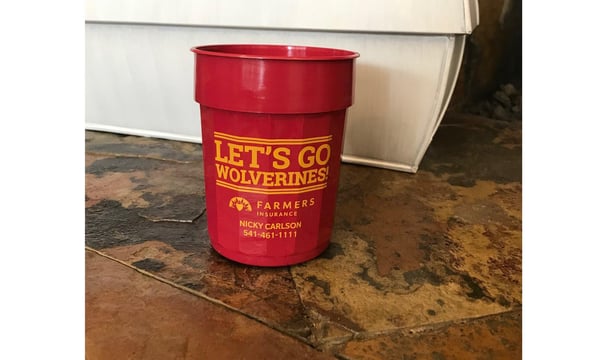 LET'S GO
WOLVERINES!
FARMERS
INSURANCE
NICKY CARLSON
541-461-1111